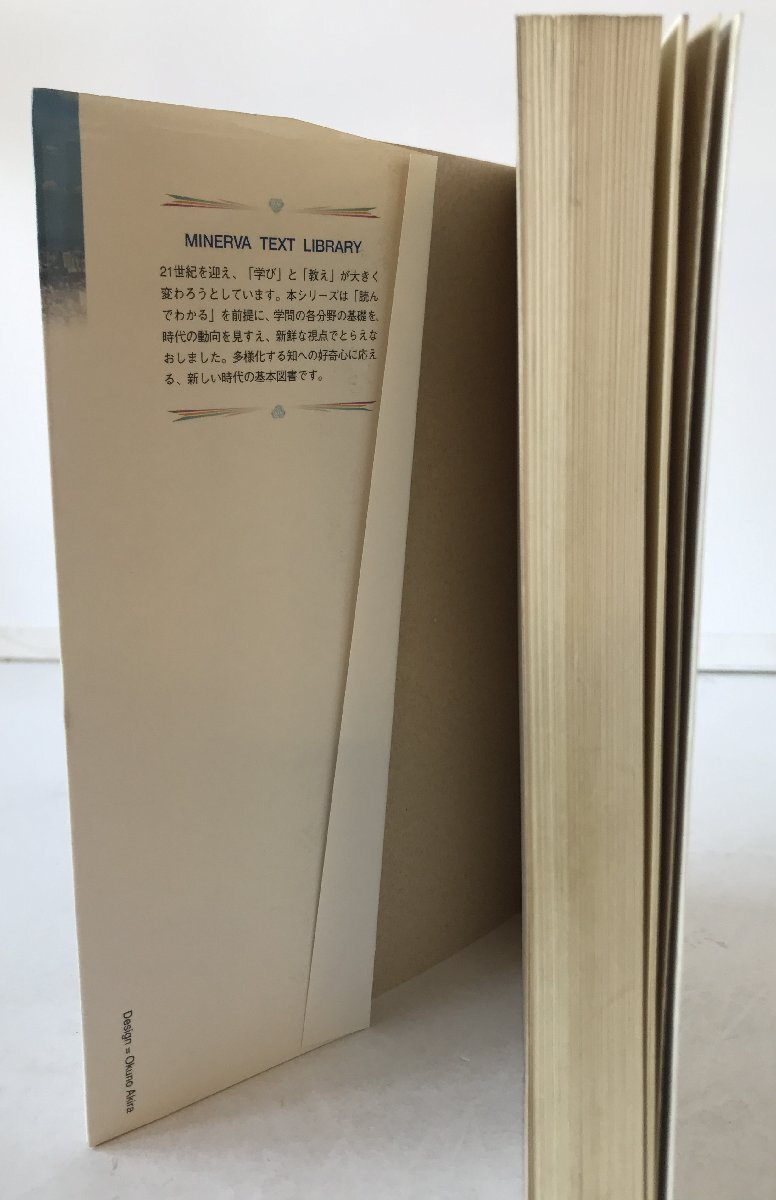 MINERVA TEXT LIBRARY
21世紀を迎え、「学び」と「教え」が大きく
変わろうとしています。本シリーズは「読ん
でわかる」を前提に、学問の各分野の基礎を、
時代の動向を見すえ、新鮮な視点でとらえな
おしました。多様化する知への好奇心に応え
る、新しい時代の基本図書です。
Design = Okuno Akira